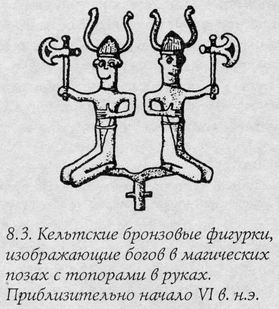 8.3. Кельтские бронзовые фигурки,
изображающие богов в магических
позах с топорами в руках.
Приблизительно начало VI в. н.э.